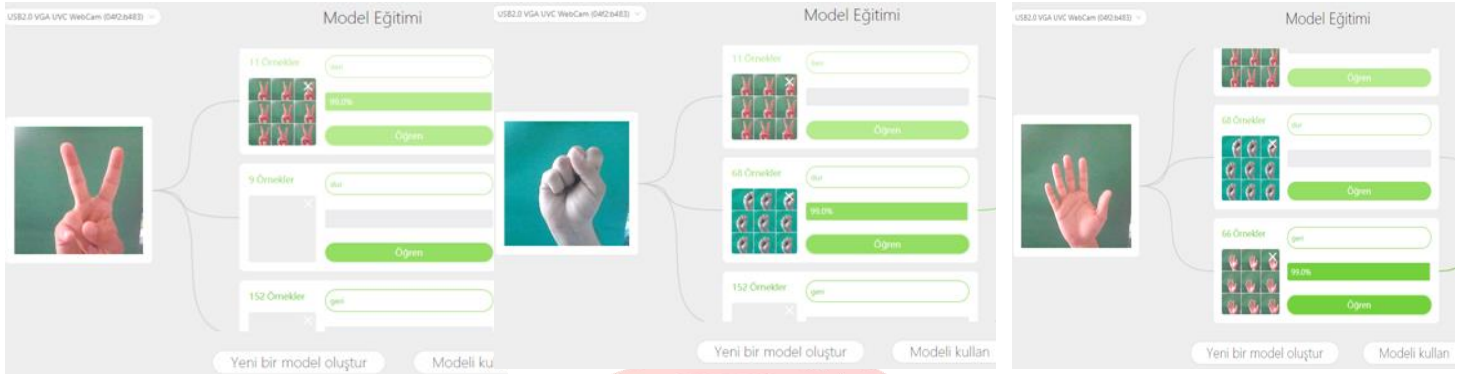 USB2.0 VGA UVC WebCam (04f2:b483)
Model Eğitimi
11 Örnekler
ileri
99.0%
Öğren
9 Örnekler
dur
Öğren
152 Örnekler
geri
Yeni bir model oluştur
Modeli ku
USB2.0 VGA UVC WebCam (04f2:b483)
Model Eğitimi
11 Örnekler
Öğren
68 Örnekler
dur
99.0%
Öğren
152 Örnekler
geri
Yeni bir model oluştur
Modeli kullan
USB2.0 VGA UVC WebCam (04f2:b483)
Model Eğitimi
Öğren
68 Örnekler
dur
Öğren
66 Örnekler
geri
99.0%
Öğren
Yeni bir model oluştur
Modeli kullan